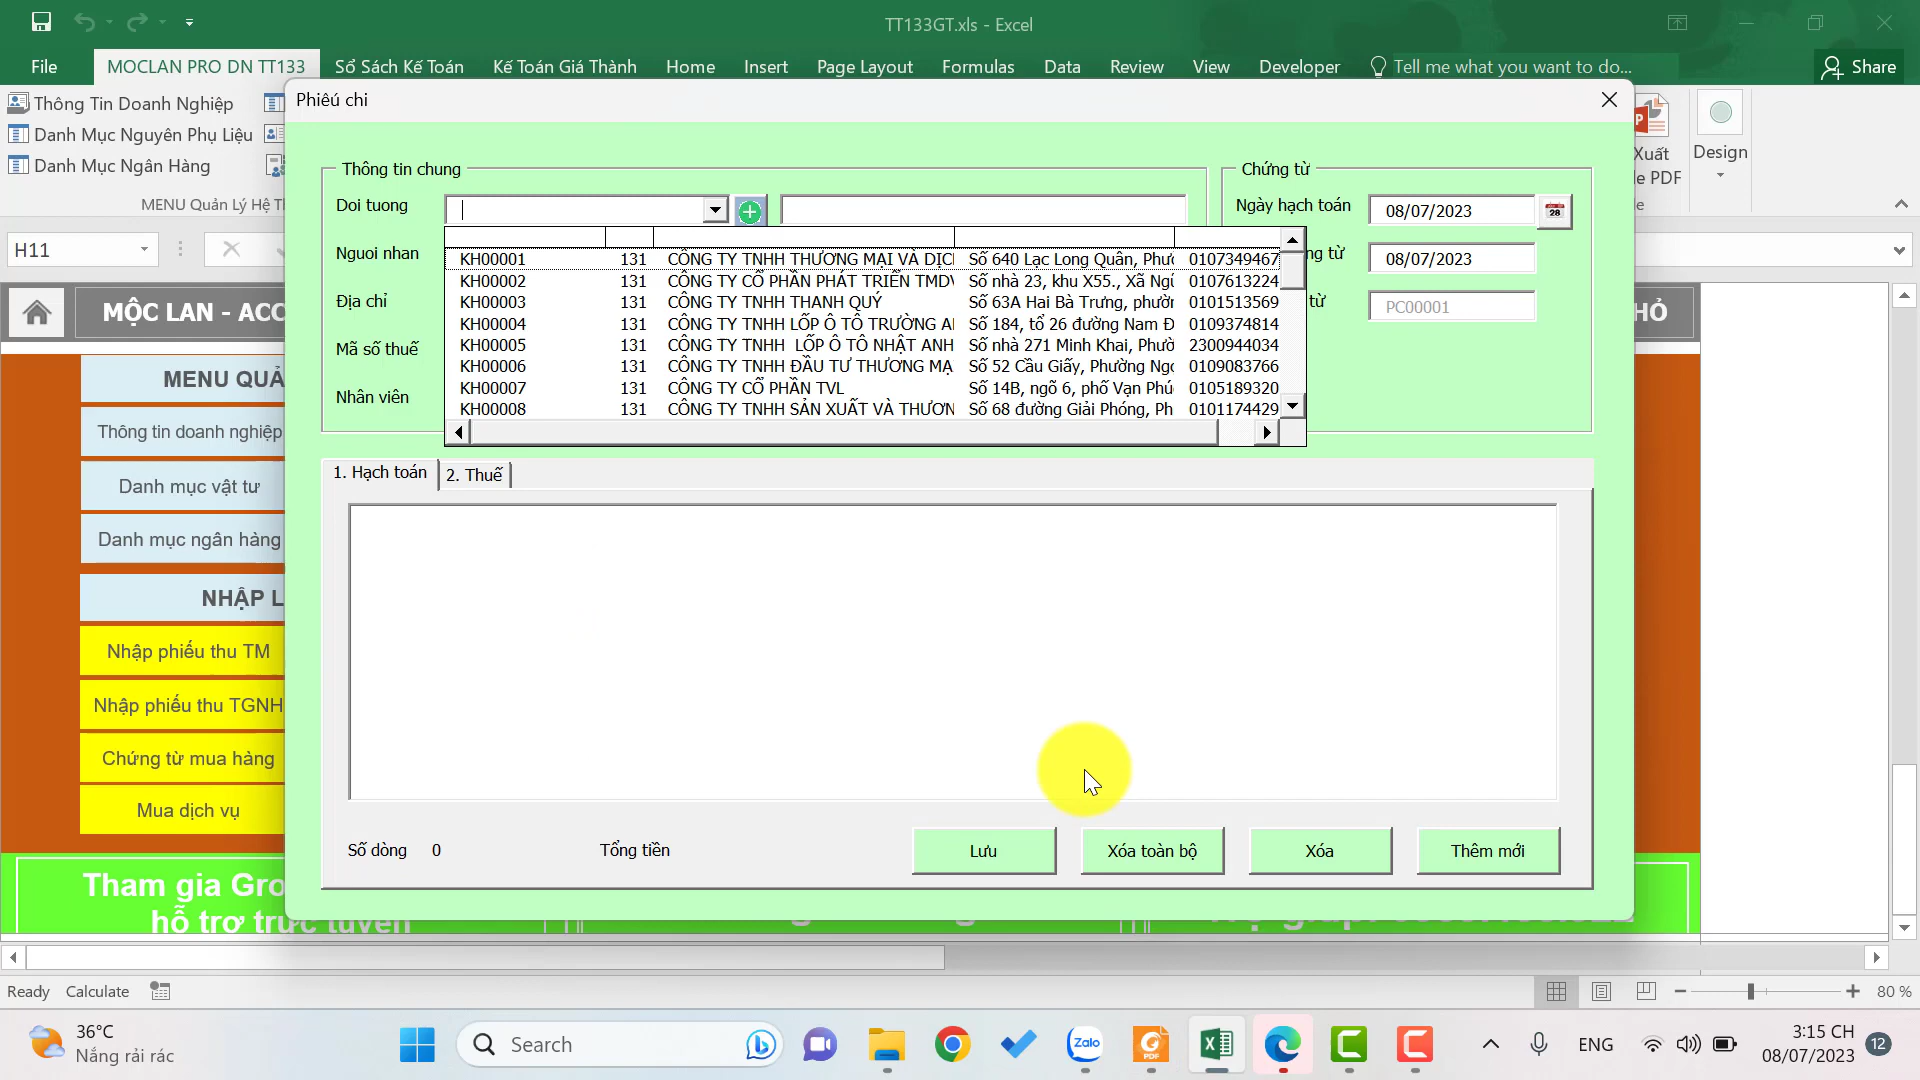 TT133GT.xls - Excel
File
MOCLAN PRO DN TT133
Sổ Sách Kế Toán
Kế Toán Giá Thành
Home
Insert
Page Layout
Formulas
Data
Review
View
Developer
Tell me what you want to do...
Share
Thông Tin Doanh Nghiệp
Danh Mục Nguyên Phụ Liệu
Danh Mục Ngân Hàng
MENU Quản Lý Hệ
Xuất
PDF
Design
H11
Phiếu chi
Thông tin chung
Doi tuong
Nguoi nhan
Địa chỉ
Mã số thuế
Nhân viên
KH00001 131 CÔNG TY TNHH THƯƠNG MẠI VÀ Số 640 Lạc Long Quân, 0107349467
KH00002 131 CÔNG TY CỔ PHẦN PHÁT TRIỂN Số nhà 23, khu X55., Xã 0107613224
KH00003 131 CÔNG TY TNHH THANH QUÝ Số 63A Hai Bà Trưng, 0101513569
KH00004 131 CÔNG TY TNHH LỐP Ô TÔ TRƯỜNG Số 184, tổ 26 đường Nam 0109374814
KH00005 131 CÔNG TY TNHH LỐP Ô TÔ NHẬT ANH Số nhà 271 Minh Khai, 2300944034
KH00006 131 CÔNG TY TNHH ĐẦU TƯ THƯƠNG Số 52 Cầu Giấy, Phường 0109083766
KH00007 131 CÔNG TY CỔ PHẦN TVL Số 14B, ngõ 6, phố Vạn 0105189320
KH00008 131 CÔNG TY TNHH SẢN XUẤT VÀ Số 68 đường Giải Phóng, 0101174429
Chứng từ
Ngày hạch toán 08/07/2023
từ 08/07/2023
từ PC00001
1. Hạch toán
2. Thuế
Số dòng 0
Tổng tiền
Lưu
Xóa toàn bộ
Xóa
Thêm mới
MỘC LAN - ACC
HỎ
MENU
Thông tin doanh nghiệp
Danh mục vật tư
Danh mục ngân hàng
NHẬP
Nhập phiếu thu TM
Nhập phiếu thu TGNH
Chứng từ mua hàng
Mua dịch vụ
Tham gia
hỗ trợ trực tuyến
Ready
Calculate
80 %
36°C
Nắng rải rác
Search
Zalo
PDF
ENG
3:15 CH
08/07/2023
12
28